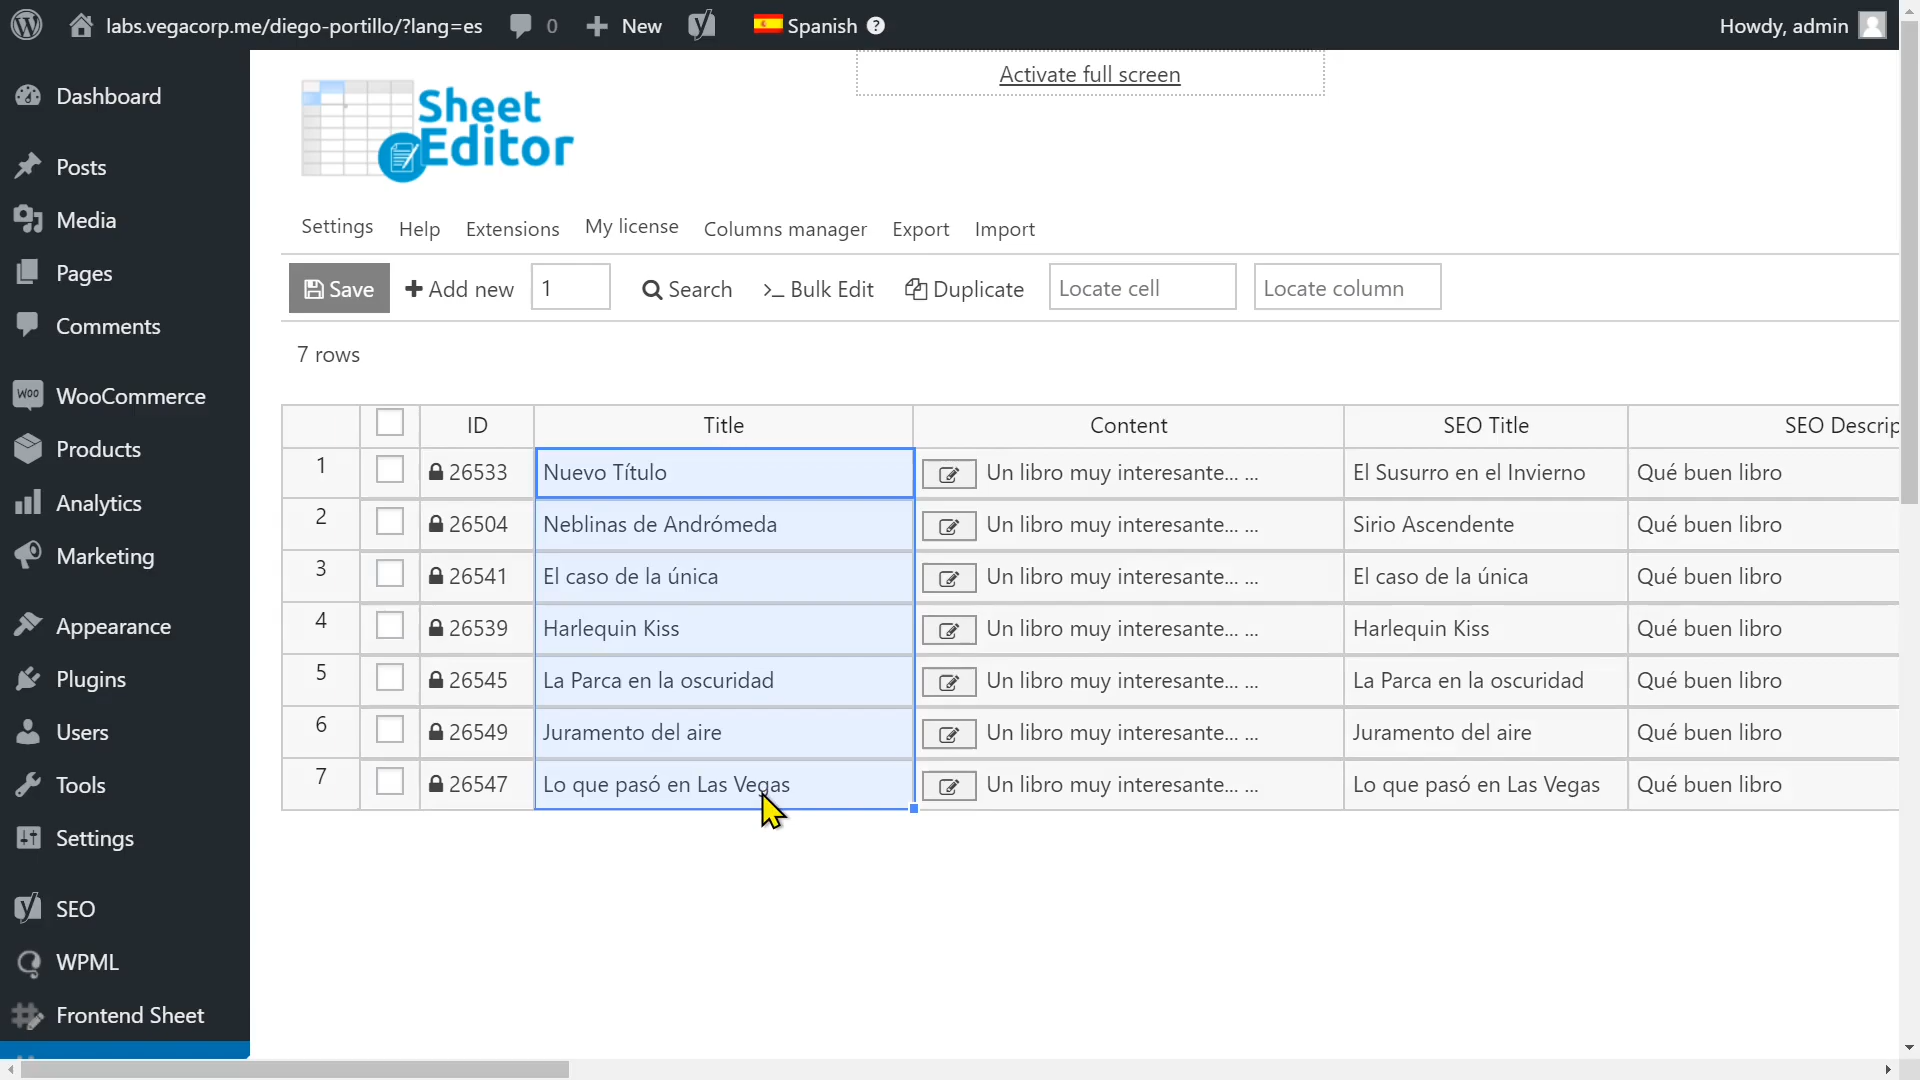 labs.vegacorp.me/diego-portillo/?lang=es 0 New Spanish ? Howdy, admin
Dashboard
Posts
Media
Pages
Comments
WOO WooCommerce
Products
Analytics
Marketing
Appearance
Plugins
Users
Tools
Settings
SEO
WPML
Frontend Sheet
Activate full screen
Sheet
Editor
Settings Help Extensions My license Columns manager Export Import
Save Add new 1 Search Bulk Edit Duplicate Locate cell Locate column
7 rows
ID Title Content SEO Title SEO Descrip
1 26533 Nuevo Título Un libro muy interesante... ... El Susurro en el Invierno Qué buen libro
2 26504 Neblinas de Andrómeda Un libro muy interesante... ... Sirio Ascendente Qué buen libro
3 26541 El caso de la única Un libro muy interesante... ... El caso de la única Qué buen libro
4 26539 Harlequin Kiss Un libro muy interesante... ... Harlequin Kiss Qué buen libro
5 26545 La Parca en la oscuridad Un libro muy interesante... ... La Parca en la oscuridad Qué buen libro
6 26549 Juramento del aire Un libro muy interesante... ... Juramento del aire Qué buen libro
7 26547 Lo que pasó en Las Vegas Un libro muy interesante... ... Lo que pasó en Las Vegas Qué buen libro